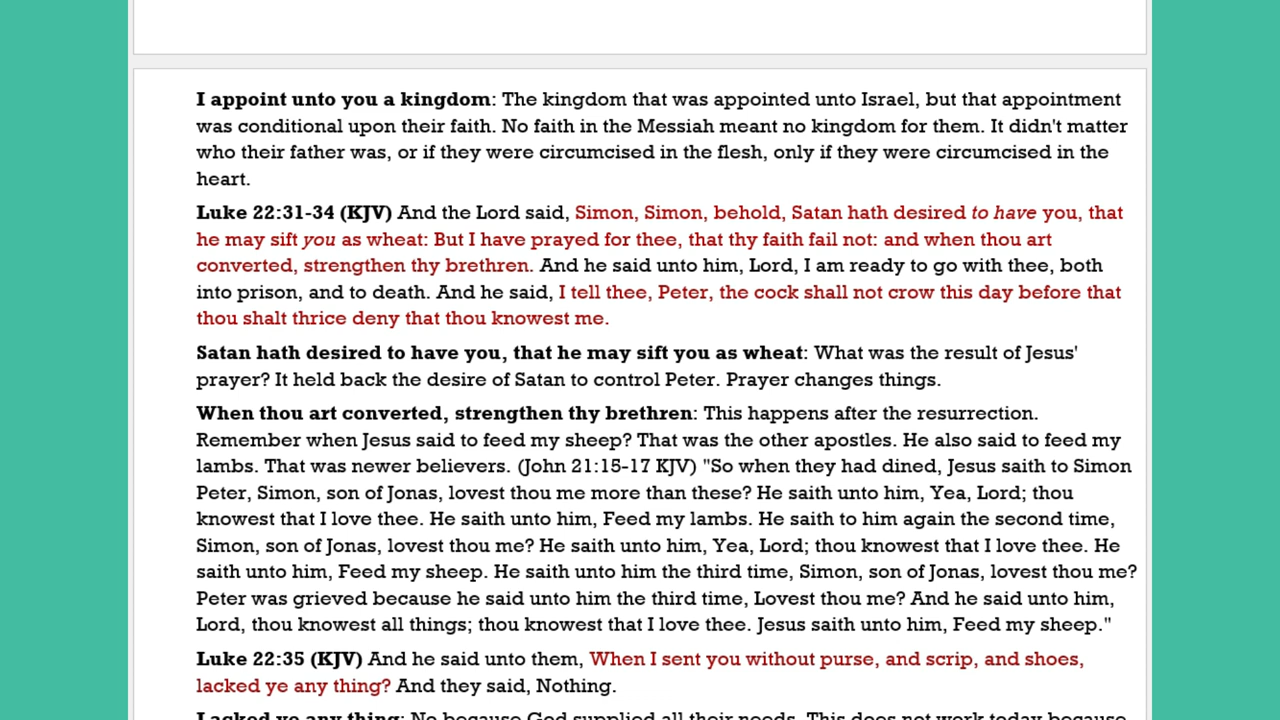 I appoint unto you a kingdom: The kingdom that was appointed unto Israel, but that appointment
was conditional upon their faith. No faith in the Messiah meant no kingdom for them. It didn't matter
who their father was, or if they were circumcised in the flesh, only if they were circumcised in the
heart.
Luke 22:31-34 (KJV) And the Lord said, Simon, Simon, behold, Satan hath desired to have you, that
he may sift you as wheat: But I have prayed for thee, that thy faith fail not: and when thou art
converted, strengthen thy brethren. And he said unto him, Lord, I am ready to go with thee, both
into prison, and to death. And he said, I tell thee, Peter, the cock shall not crow this day before that
thou shalt thrice deny that thou knowest me.
Satan hath desired to have you, that he may sift you as wheat: What was the result of Jesus'
prayer? It held back the desire of Satan to control Peter. Prayer changes things.
When thou art converted, strengthen thy brethren: This happens after the resurrection.
Remember when Jesus said to feed my sheep? That was the other apostles. He also said to feed my
lambs. That was newer believers. (John 21:15-17 KJV) "So when they had dined, Jesus saith to Simon
Peter, Simon, son of Jonas, lovest thou me more than these? He saith unto him, Yea, Lord; thou
knowest that I love thee. He saith unto him, Feed my lambs. He saith to him again the second time,
Simon, son of Jonas, lovest thou me? He saith unto him, Yea, Lord; thou knowest that I love thee. He
saith unto him, Feed my sheep. He saith unto him the third time, Simon, son of Jonas, lovest thou me?
Peter was grieved because he said unto him the third time, Lovest thou me? And he said unto him,
Lord, thou knowest all things; thou knowest that I love thee. Jesus saith unto him, Feed my sheep."
Luke 22:35 (KJV) And he said unto them, When I sent you without purse, and scrip, and shoes,
lacked ye any thing? And they said, Nothing.
Lacked ye any thing: No because God supplied all their needs. This does not work today because